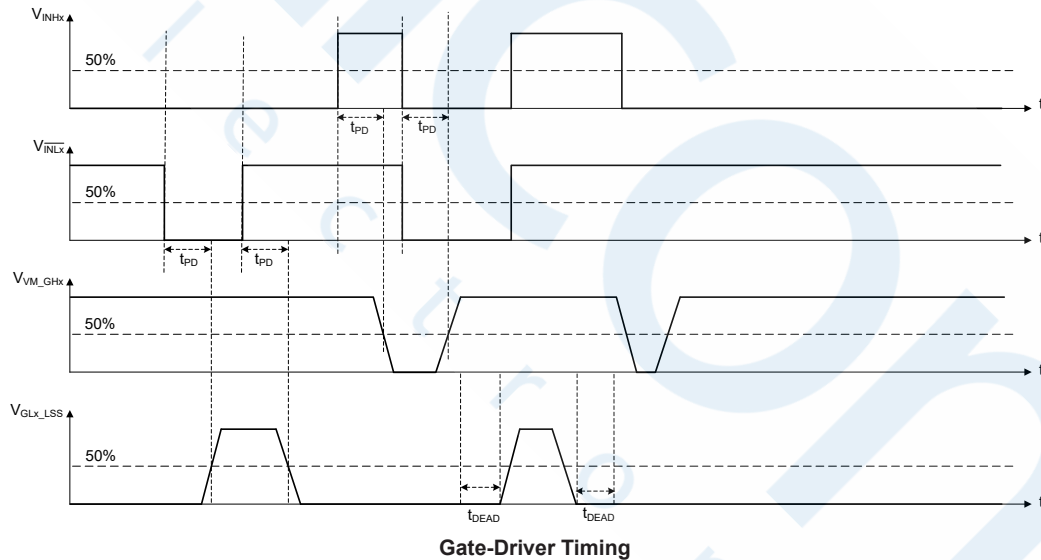 VINHx
50%
t
tPD
tPD
VINLx
50%
t
tPD
tPD
VVM_GHx
50%
t
VGLx_LSS
50%
t
tDEAD
tDEAD
Gate-Driver Timing